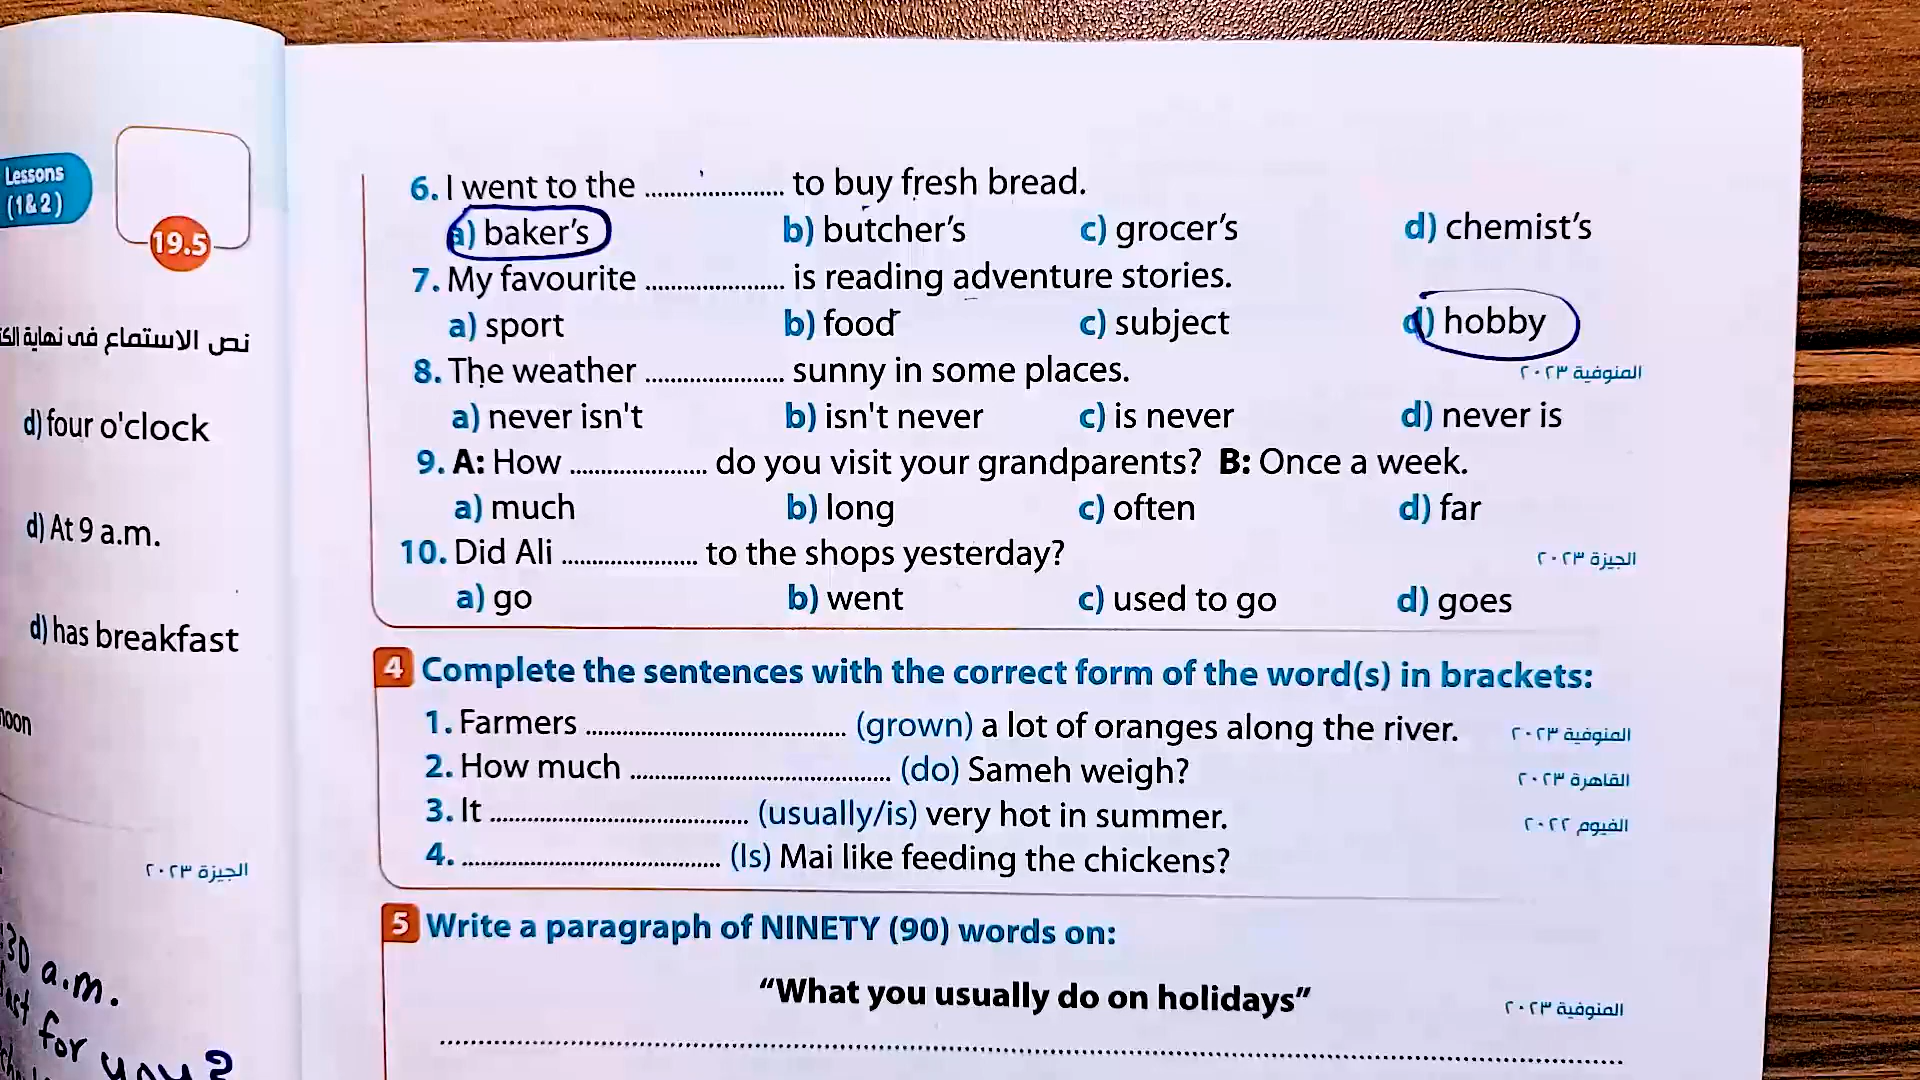 Lessons
(1&2)
19.5
نص الاستماع فى نهاية
d) four o'clock
d) At 9 a.m.
d) has breakfast
noon
الجيزة ٢٠٢٣
30 a.m.
for you?
6. I went to the ...................... to buy fresh bread.
a) baker's b) butcher's c) grocer's d) chemist's
7. My favourite ...................... is reading adventure stories.
a) sport b) food c) subject d) hobby
8. The weather ...................... sunny in some places. المنوفية ٢٠٢٣
a) never isn't b) isn't never c) is never d) never is
9. A: How ...................... do you visit your grandparents? B: Once a week.
a) much b) long c) often d) far
10. Did Ali ...................... to the shops yesterday? الجيزة ٢٠٢٣
a) go b) went c) used to go d) goes
4 Complete the sentences with the correct form of the word(s) in brackets:
1. Farmers .......................................... (grown) a lot of oranges along the river. المنوفية ٢٠٢٣
2. How much .......................................... (do) Sameh weigh? القاهرة ٢٠٢٣
3. It .......................................... (usually/is) very hot in summer. الفيوم ٢٠٢٢
4. .......................................... (Is) Mai like feeding the chickens?
5 Write a paragraph of NINETY (90) words on:
"What you usually do on holidays" المنوفية ٢٠٢٣